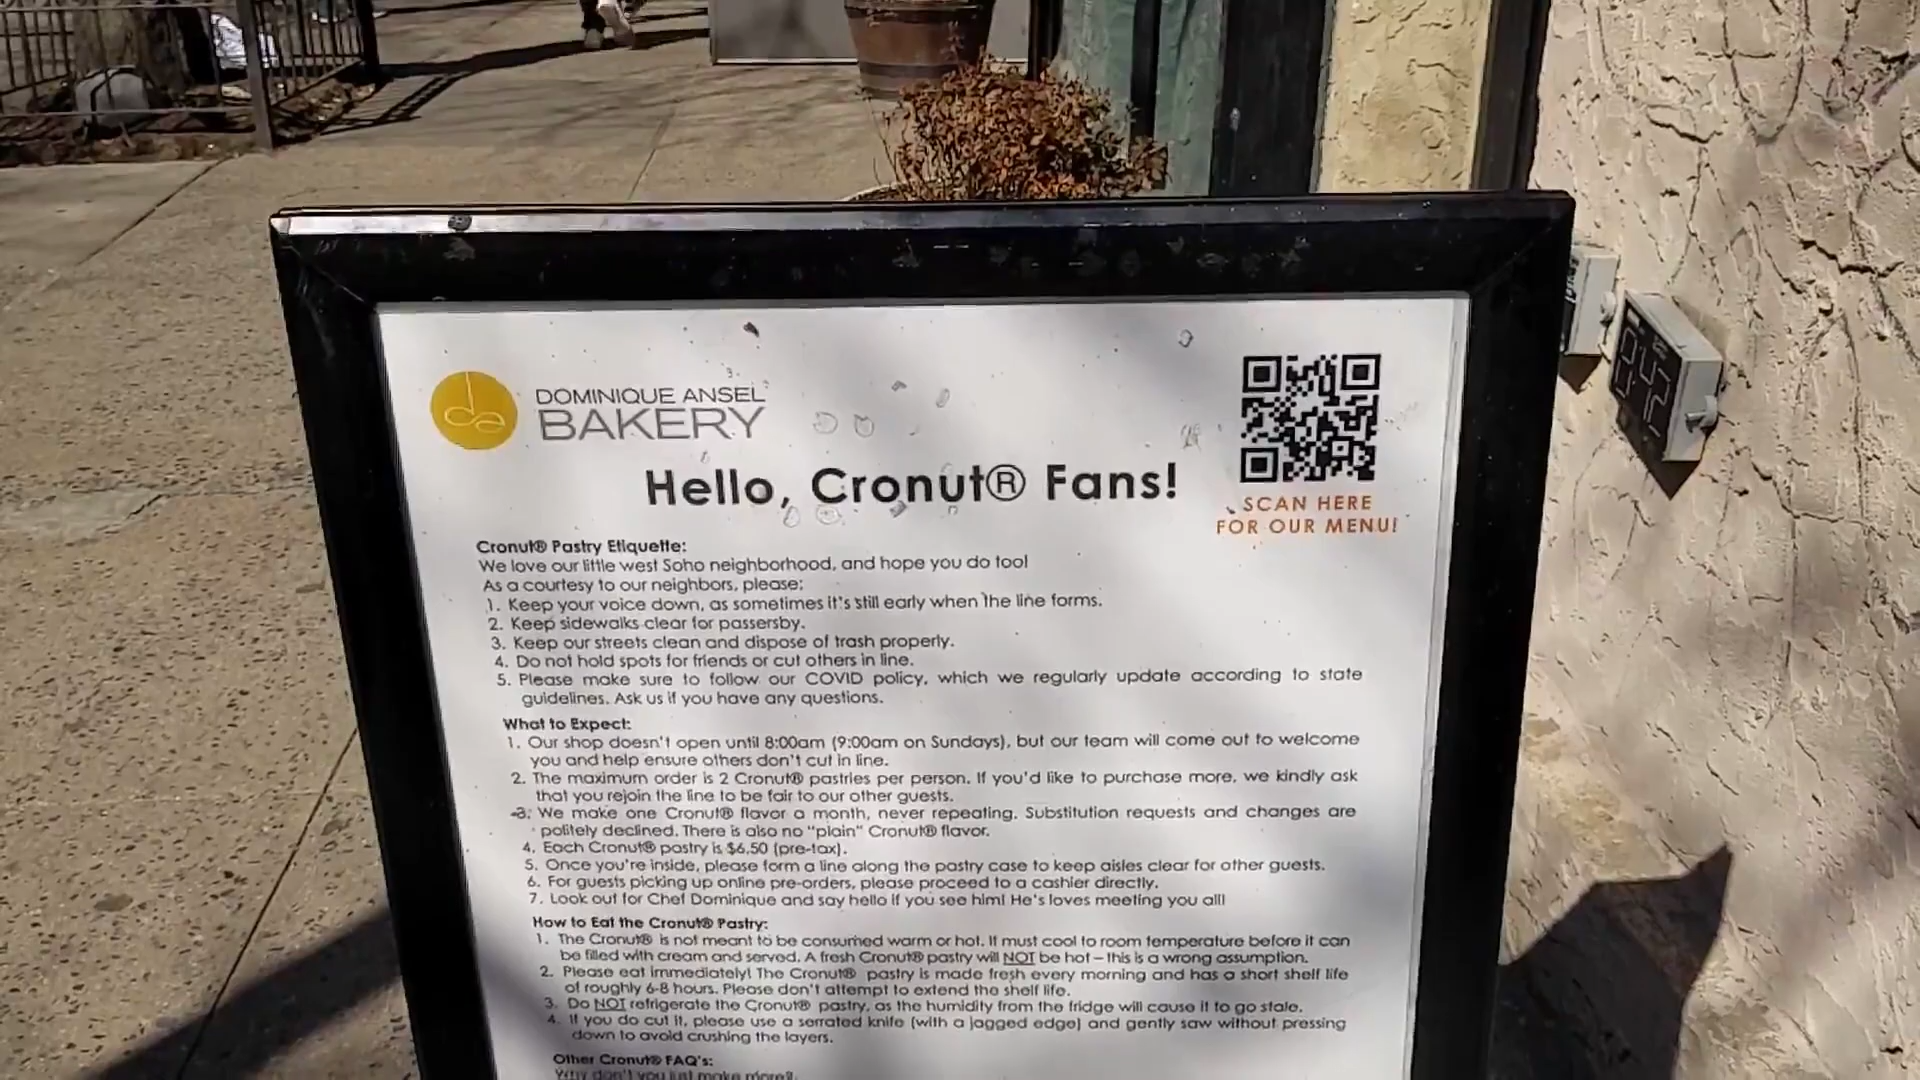 DOMINIQUE ANSEL
BAKERY
Hello, Cronut® Fans!
SCAN HERE
FOR OUR MENU!
Cronut® Pastry Etiquette:
We love our little west Soho neighborhood, and hope you do too!
As a courtesy to our neighbors, please:
1. Keep your voice down, as sometimes it's still early when the line forms.
2. Keep sidewalks clear for passersby.
3. Keep our streets clean and dispose of trash properly.
4. Do not hold spots for friends or cut others in line.
5. Please make sure to follow our COVID policy, which we regularly update according to state
guidelines. Ask us if you have any questions.
What to Expect:
1. Our shop doesn't open until 8:00am (9:00am on Sundays), but our team will come out to welcome
you and help ensure others don't cut in line.
2. The maximum order is 2 Cronut® pastries per person. If you'd like to purchase more, we kindly ask
that you rejoin the line to be fair to our other guests.
3. We make one Cronut® flavor a month, never repeating. Substitution requests and changes are
politely declined. There is also no "plain" Cronut® flavor.
4. Each Cronut® pastry is $6.50 (pre-tax).
5. Once you're inside, please form a line along the pastry case to keep aisles clear for other guests.
6. For guests picking up online pre-orders, please proceed to a cashier directly.
7. Look out for Chef Dominique and say hello if you see him! He's loves meeting you all!
How to Eat the Cronut® Pastry:
1. The Cronut® is not meant to be consumed warm or hot. It must cool to room temperature before it can
be filled with cream and served. A fresh Cronut® pastry will NOT be hot – this is a wrong assumption.
2. Please eat immediately! The Cronut® pastry is made fresh every morning and has a short shelf life
of roughly 6-8 hours. Please don't attempt to extend the shelf life.
3. Do NOT refrigerate the Cronut® pastry, as the humidity from the fridge will cause it to go stale.
4. If you do cut it, please use a serrated knife (with a jagged edge) and gently saw without pressing
down to avoid crushing the layers.
Other Cronut® FAQ's:
Why don't you just make more?